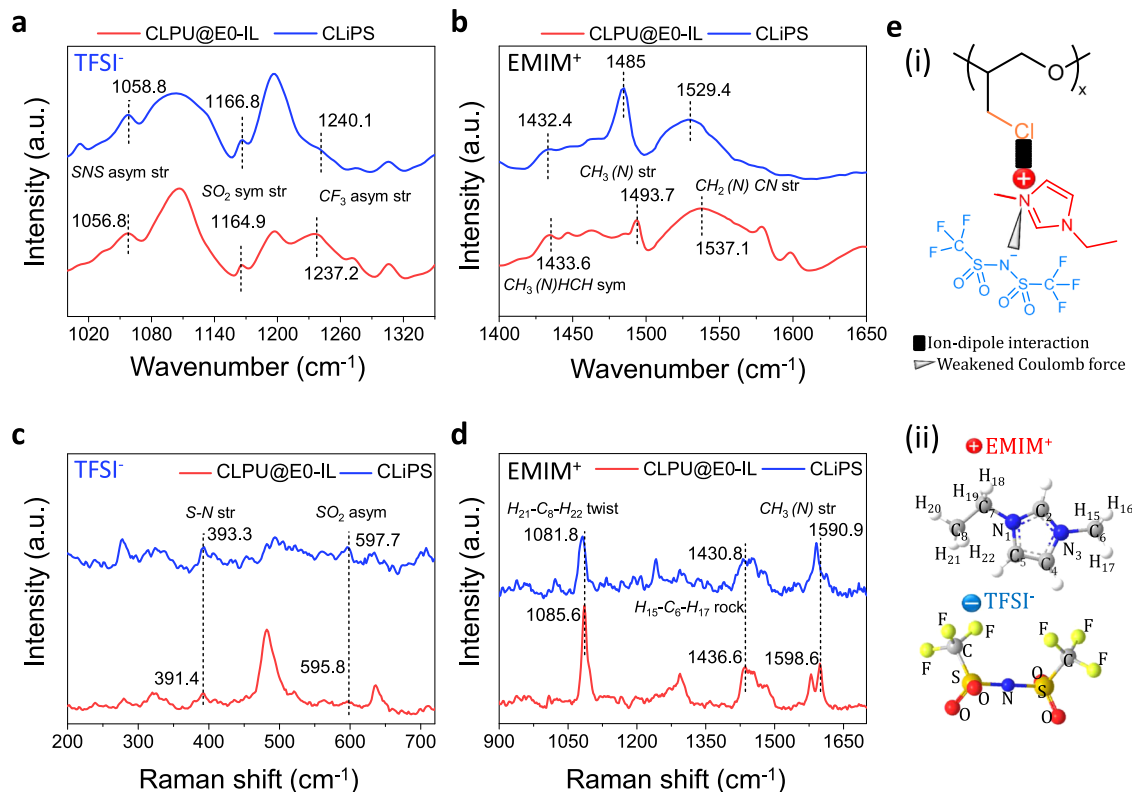 a
CLPU@E0-IL
CLiPS
TFSI-
1058.8
1166.8
1240.1
SNS asym str
SO2 sym str
CF3 asym str
1056.8
1164.9
1237.2
Intensity (a.u.)
1020 1080 1140 1200 1260 1320
Wavenumber (cm-1)
b
CLPU@E0-IL
CLiPS
EMIM+
1485
1529.4
1432.4
CH3 (N) str
CH2 (N) CN str
1493.7
1433.6
1537.1
CH3 (N)HCH sym
Intensity (a.u.)
1400 1450 1500 1550 1600 1650
Wavenumber (cm-1)
c
TFSI-
CLPU@E0-IL
CLiPS
S-N str
SO2 asym
393.3
597.7
391.4
595.8
Intensity (a.u.)
200 300 400 500 600 700
Raman shift (cm-1)
d
EMIM+
CLPU@E0-IL
CLiPS
H21-C8-H22 twist
CH3 (N) str
1081.8
1430.8
1590.9
H15-C6-H17 rock
1085.6
1436.6
1598.6
Intensity (a.u.)
900 1050 1200 1350 1500 1650
Raman shift (cm-1)
e
(i)
O
x
Cl
+
N
N
F
F
F
C
S
N
-
S
C
F
F
F
O
O
O
O
Ion-dipole interaction
Weakened Coulomb force
(ii)
+ EMIM+
H18
H19
H20
C7
C2
H15
H16
C8
N1
N3
C6
H21
H22
C5
C4
H17
− TFSI-
F
F
F
C
F
F
F
C
S
O
N
S
O
O
O